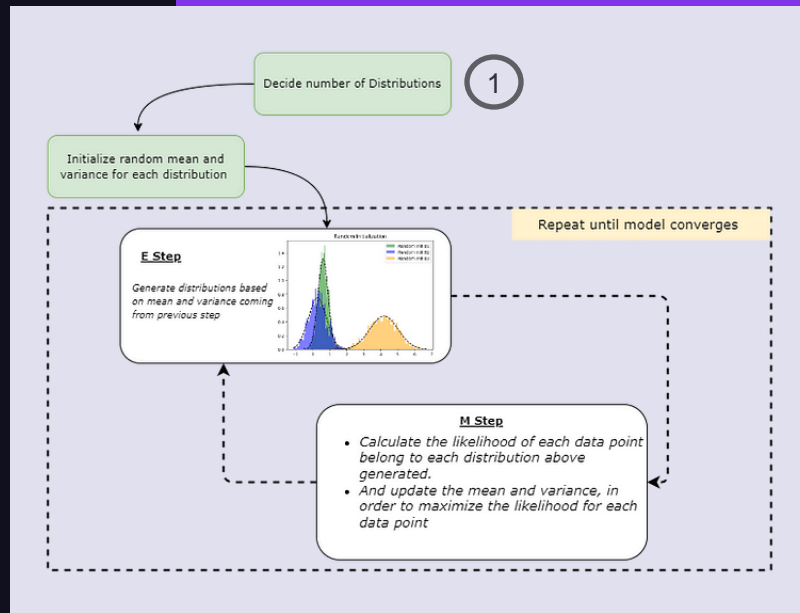 Decide number of Distributions
1
Initialize random mean and
variance for each distribution
Repeat until model converges
E Step
Generate distributions based
on mean and variance coming
from previous step
Random Initialization
M Step
• Calculate the likelihood of each data point
belong to each distribution above
generated.
• And update the mean and variance, in
order to maximize the likelihood for each
data point